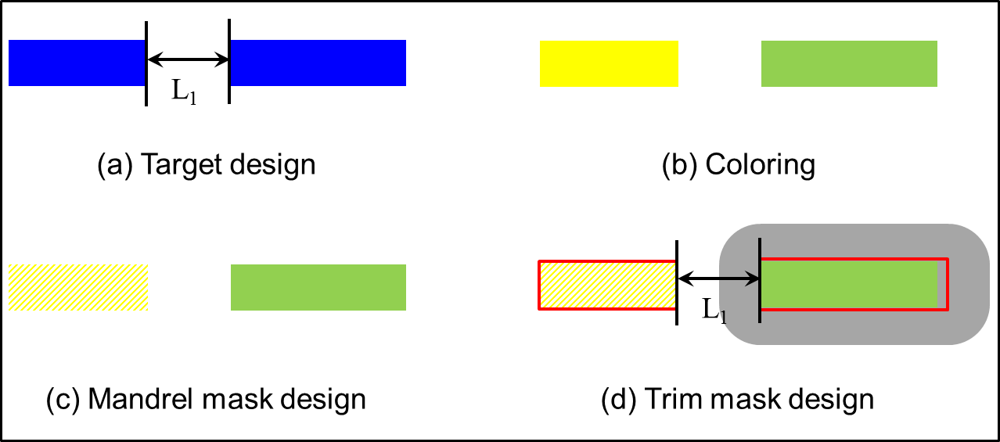 L1
(a) Target design
(b) Coloring
L1
(c) Mandrel mask design
(d) Trim mask design